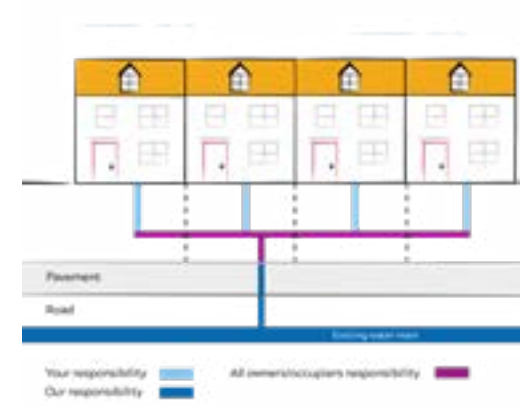 Pavement
Road
Existing water main
Your responsibility
All owners/occupiers responsibility
Our responsibility